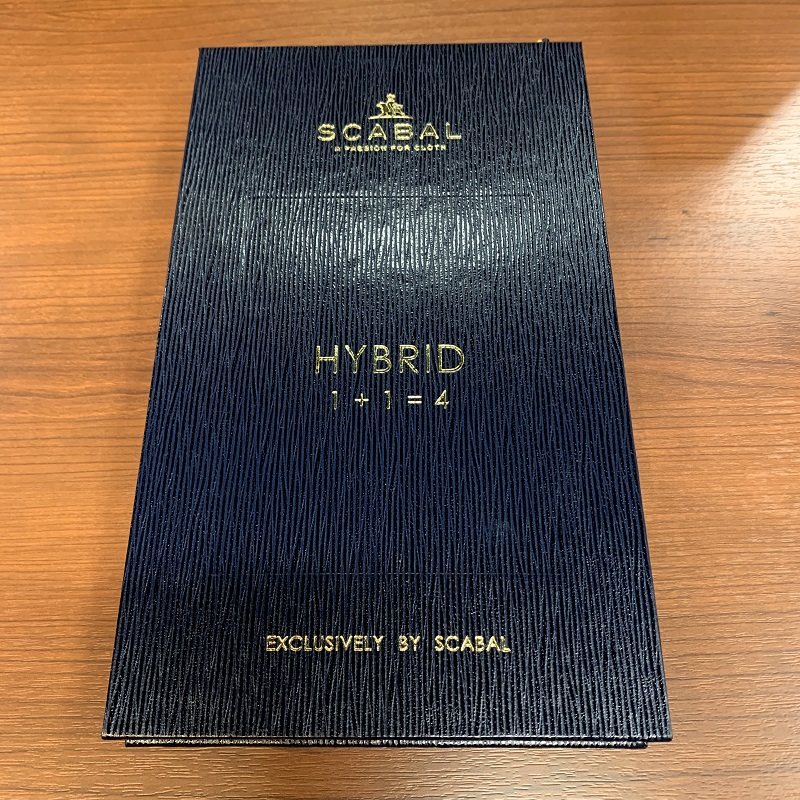 SCABAL
A PASSION FOR CLOTH
HYBRID
1 + 1 = 4
EXCLUSIVELY BY SCABAL